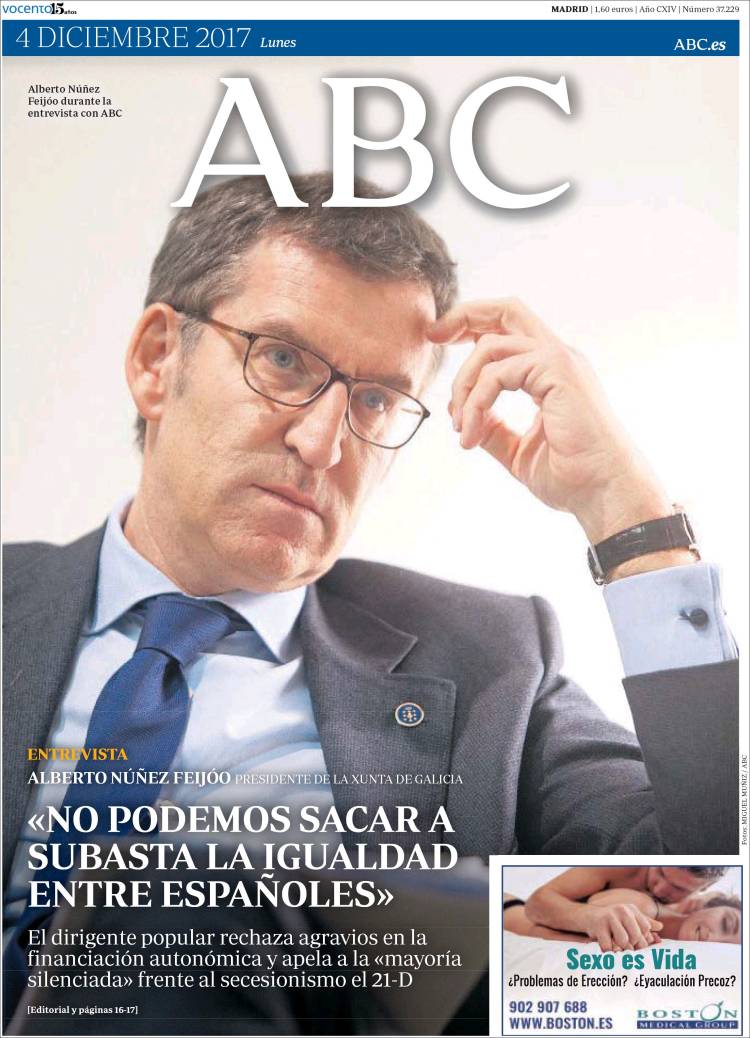 vocento 15 años
MADRID | 1,60 euros | Año CXIV | Número 37.229
4 DICIEMBRE 2017 Lunes
ABC.es
Alberto Núñez
Feijóo durante la
entrevista con ABC
ABC
ENTREVISTA
ALBERTO NÚÑEZ FEIJÓO PRESIDENTE DE LA XUNTA DE GALICIA
«NO PODEMOS SACAR A
SUBASTA LA IGUALDAD
ENTRE ESPAÑOLES»
El dirigente popular rechaza agravios en la
financiación autonómica y apela a la «mayoría
silenciada» frente al secesionismo el 21-D
[Editorial y páginas 16-17]
Fotos: MIGUEL MUÑIZ / ABC
Sexo es Vida
¿Problemas de Erección? ¿Eyaculación Precoz?
902 907 688
WWW.BOSTON.ES
BOSTON
MEDICAL GROUP